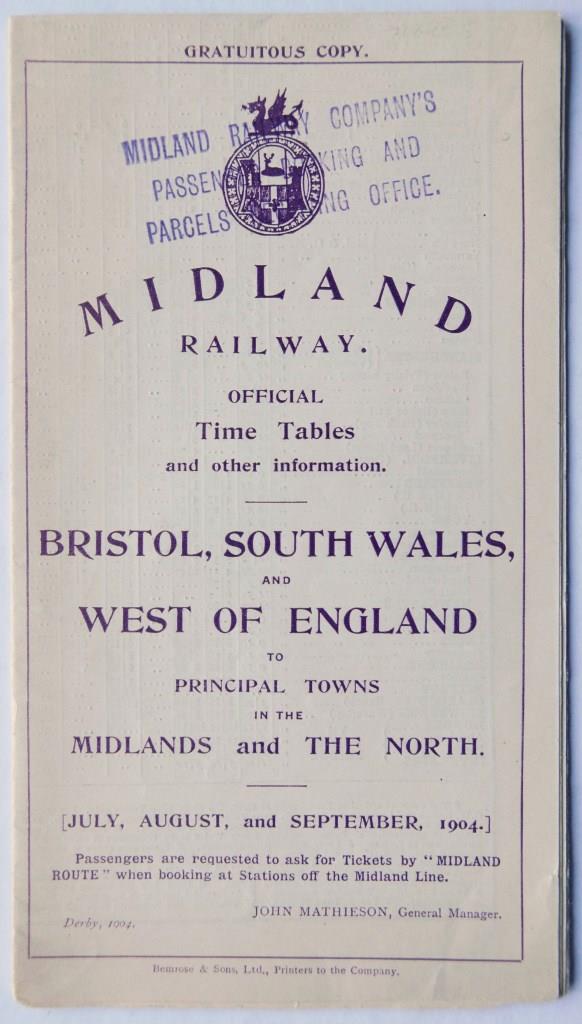 GRATUITOUS COPY.
MIDLAND RAILWAY COMPANY'S
PASSEN KING AND
PARCELS NG OFFICE.
MIDLAND
RAILWAY.
OFFICIAL
Time Tables
and other information.
BRISTOL, SOUTH WALES,
AND
WEST OF ENGLAND
TO
PRINCIPAL TOWNS
IN THE
MIDLANDS and THE NORTH.
[JULY, AUGUST, and SEPTEMBER, 1904.]
Passengers are requested to ask for Tickets by "MIDLAND
ROUTE" when booking at Stations off the Midland Line.
JOHN MATHIESON, General Manager.
Derby, 1904.
Bemrose & Sons, Ltd., Printers to the Company.